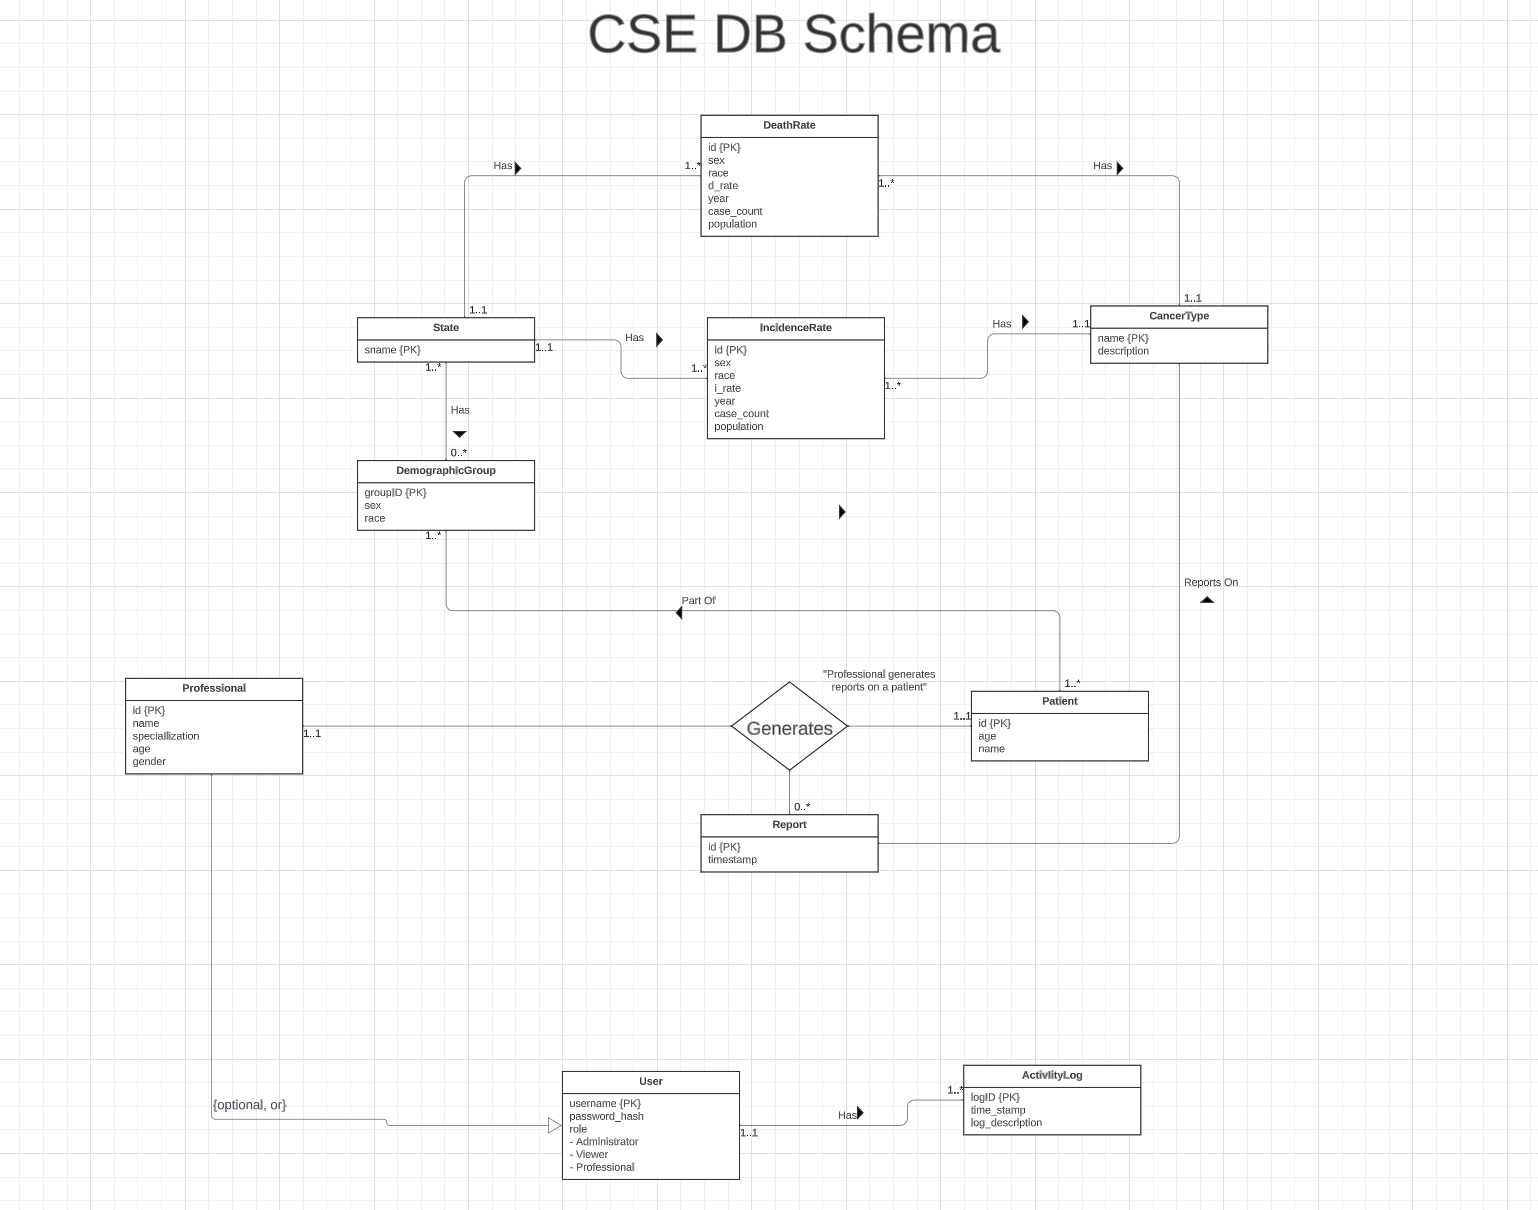 CSE DB Schema
DeathRate
id {PK}
sex
race
d_rate
year
case_count
population
Has
1..*
1..*
Has
1..1
1..1
State
sname {PK}
1..1
1..*
Has
1..*
IncidenceRate
id {PK}
sex
race
i_rate
year
case_count
population
1..*
Has
1..1
CancerType
name {PK}
description
Has
0..*
DemographicGroup
groupID {PK}
sex
race
1..*
Part Of
Reports On
1..*
Professional
id {PK}
name
speciallization
age
gender
1..1
"Professional generates
reports on a patient"
Generates
1..1
Patient
id {PK}
age
name
0..*
Report
id {PK}
timestamp
{optional, or}
User
username {PK}
password_hash
role
- Administrator
- Viewer
- Professional
1..1
Has
1..*
ActivIityLog
logID {PK}
time_stamp
log_description